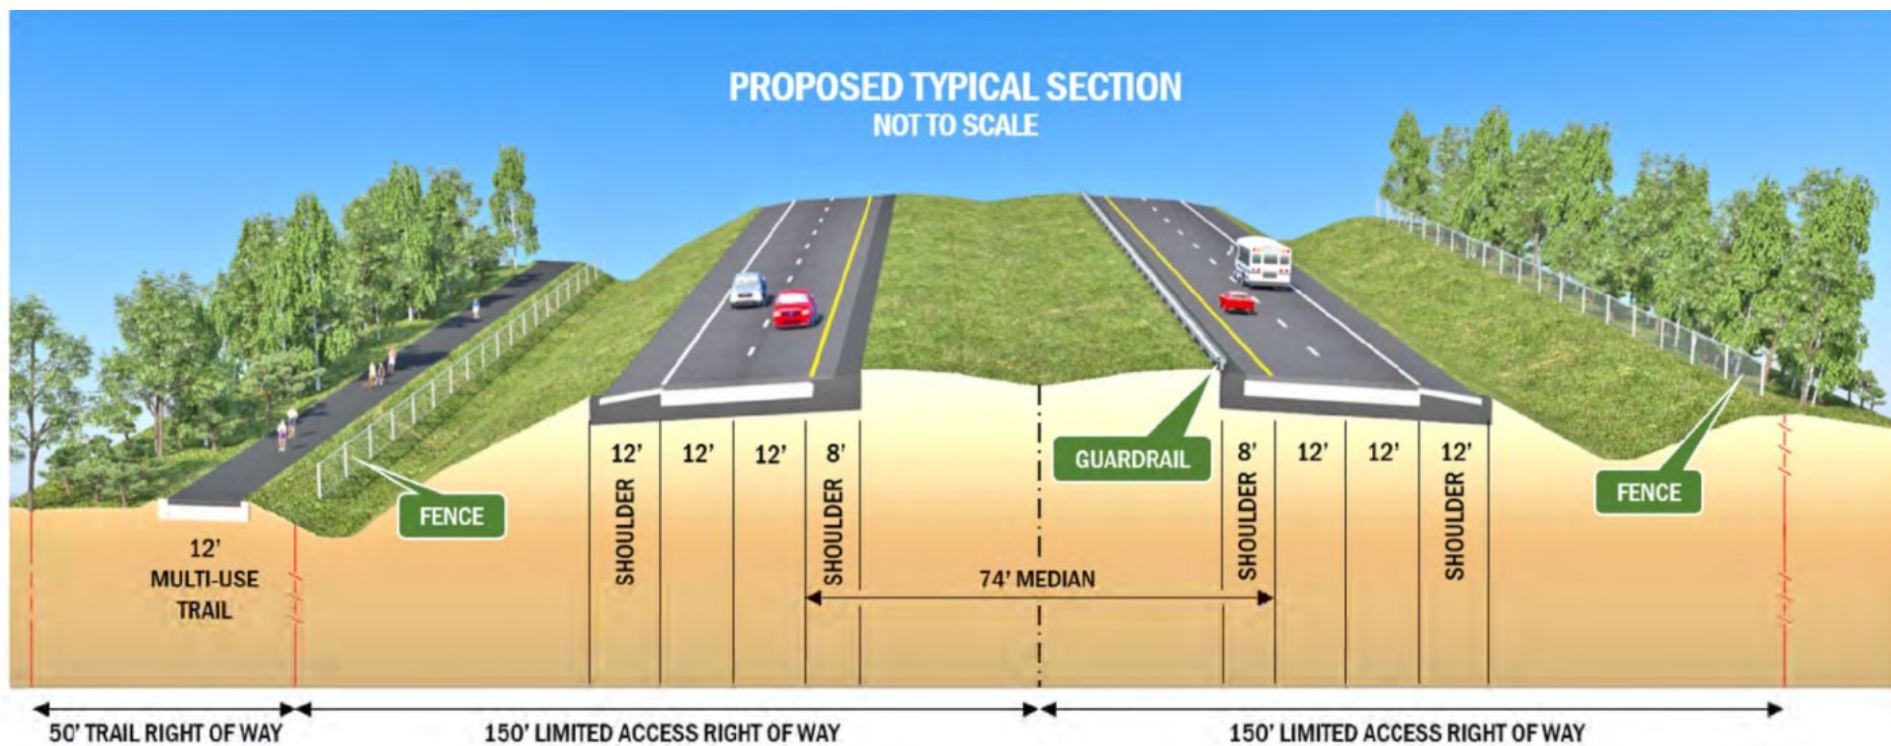 PROPOSED TYPICAL SECTION
NOT TO SCALE
12'
12'
12'
8'
GUARDRAIL
8'
12'
12'
12'
FENCE
FENCE
SHOULDER
SHOULDER
SHOULDER
SHOULDER
12'
MULTI-USE
TRAIL
74' MEDIAN
50' TRAIL RIGHT OF WAY
150' LIMITED ACCESS RIGHT OF WAY
150' LIMITED ACCESS RIGHT OF WAY